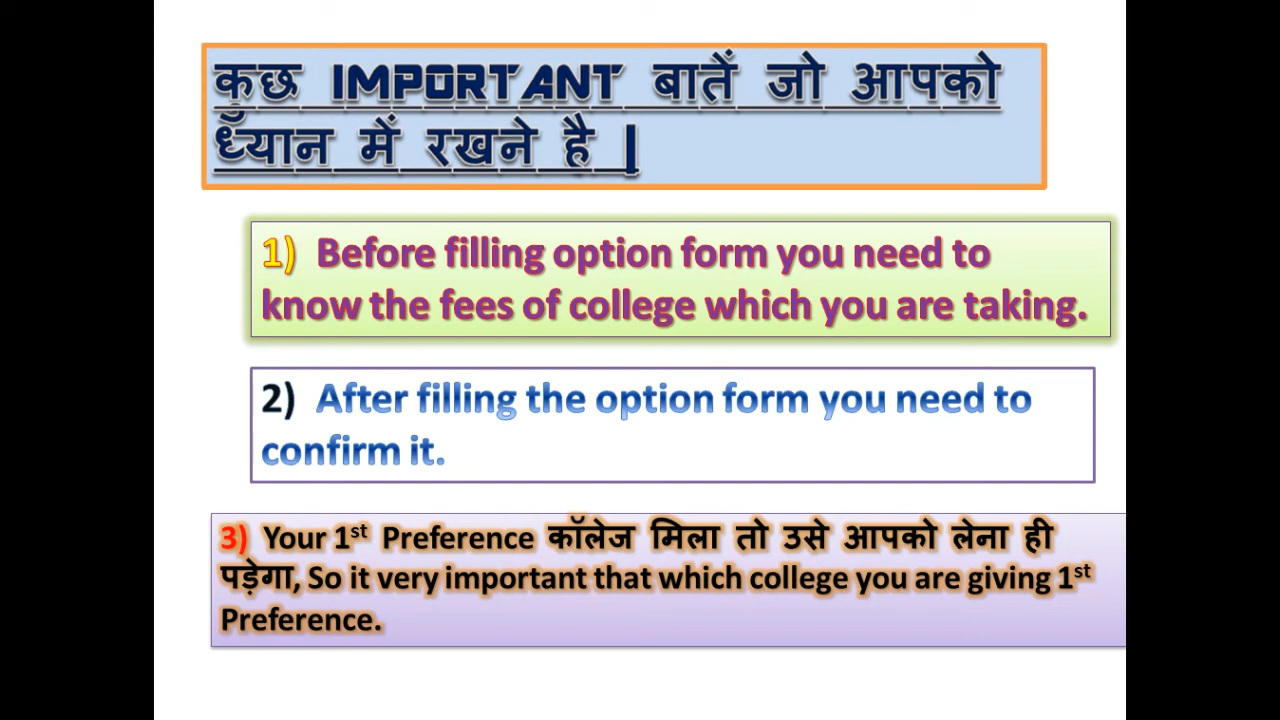 कुछ IMPORTANT बातें जो आपको
ध्यान में रखने है |
1) Before filling option form you need to
know the fees of college which you are taking.
2) After filling the option form you need to
confirm it.
3) Your 1st Preference कॉलेज मिला तो उसे आपको लेना ही
पड़ेगा, So it very important that which college you are giving 1st
Preference.